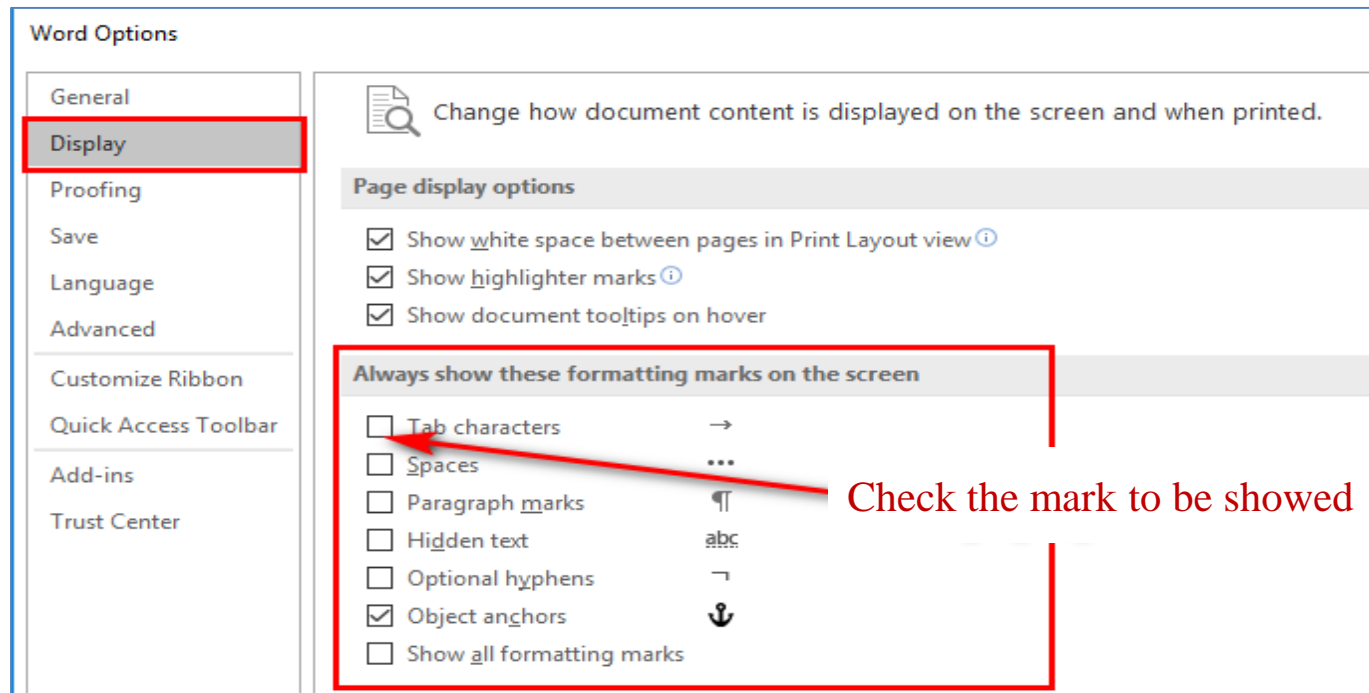 Word Options
General
Display
Proofing
Save
Language
Advanced
Customize Ribbon
Quick Access Toolbar
Add-ins
Trust Center
Change how document content is displayed on the screen and when printed.
Page display options
Show white space between pages in Print Layout view
Show highlighter marks
Show document tooltips on hover
Always show these formatting marks on the screen
Tab characters →
Spaces •••
Paragraph marks ¶
Hidden text abc
Optional hyphens ¬
Object anchors
Show all formatting marks
Check the mark to be showed